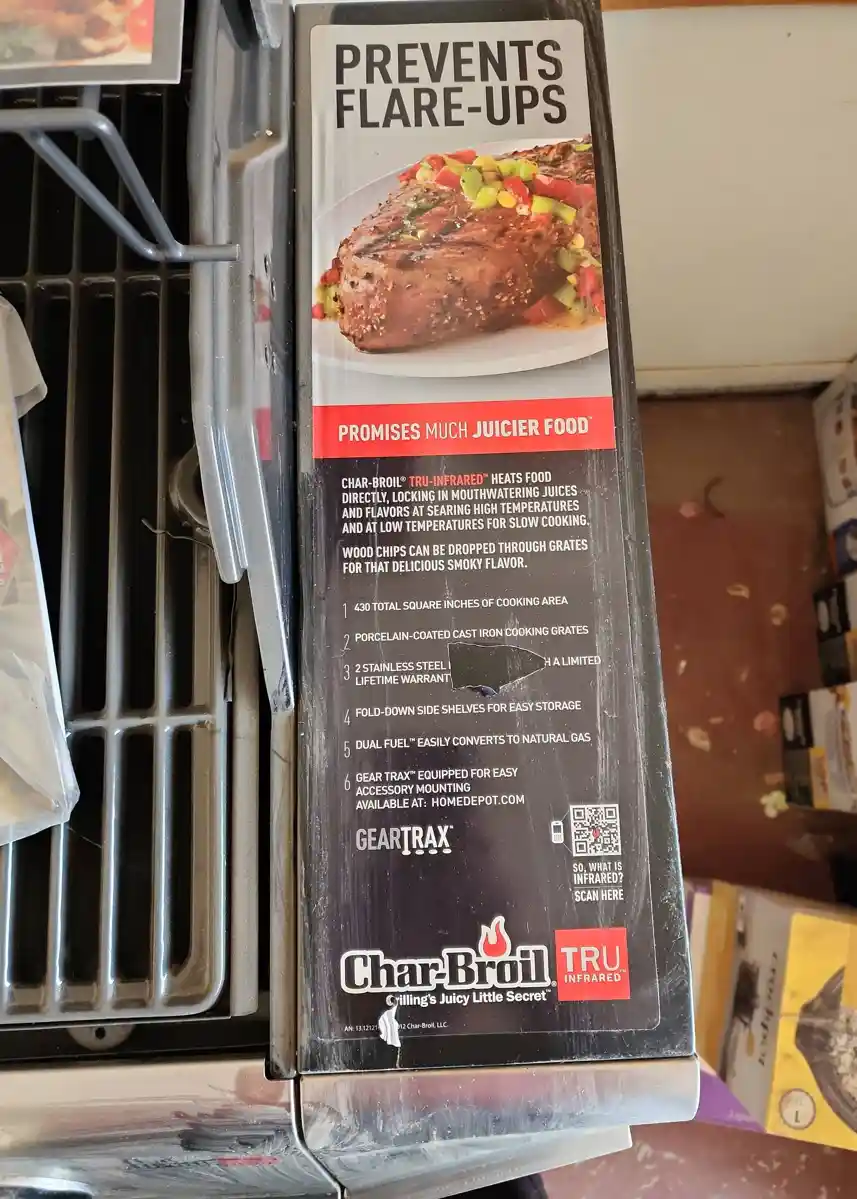 PREVENTS
FLARE-UPS
PROMISES MUCH JUICIER FOOD™
CHAR-BROIL® TRU-INFRARED™ HEATS FOOD
DIRECTLY, LOCKING IN MOUTHWATERING JUICES
AND FLAVORS AT SEARING HIGH TEMPERATURES
AND AT LOW TEMPERATURES FOR SLOW COOKING.
WOOD CHIPS CAN BE DROPPED THROUGH GRATES
FOR THAT DELICIOUS SMOKY FLAVOR.
1 430 TOTAL SQUARE INCHES OF COOKING AREA
2 PORCELAIN-COATED CAST IRON COOKING GRATES
3 2 STAINLESS STEEL H A LIMITED
LIFETIME WARRANT
4 FOLD-DOWN SIDE SHELVES FOR EASY STORAGE
5 DUAL FUEL™ EASILY CONVERTS TO NATURAL GAS
6 GEAR TRAX™ EQUIPPED FOR EASY
ACCESSORY MOUNTING
AVAILABLE AT: HOMEDEPOT.COM
GEARTRAX™
SO, WHAT IS
INFRARED?
SCAN HERE
Char-Broil®
Grilling's Juicy Little Secret™
TRU
INFRARED™
Char-Broil, LLC.
L